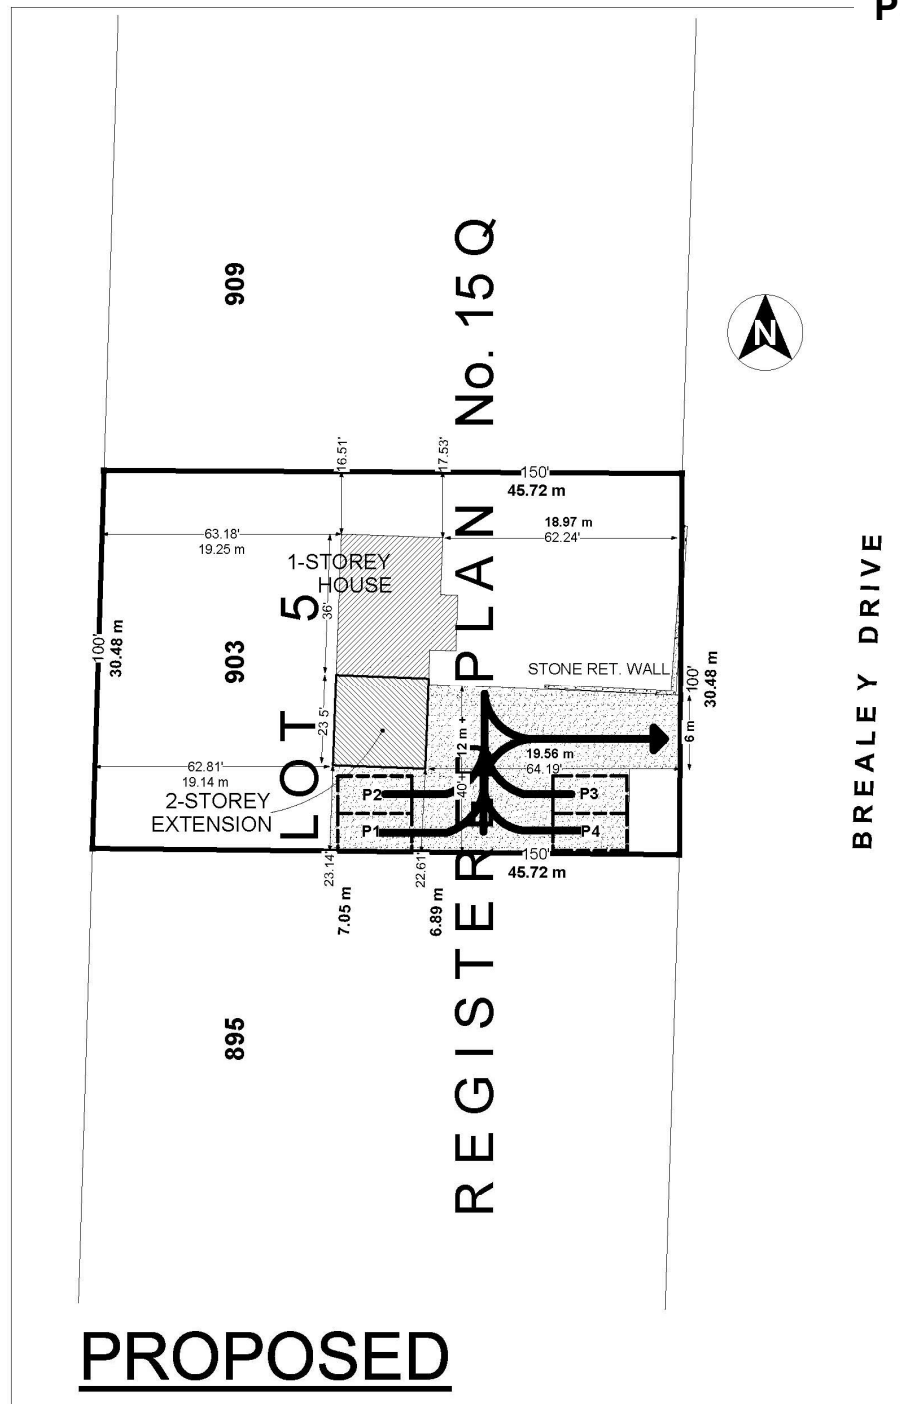 P
909
REGISTERED PLAN No. 15Q
N
16.51'
17.53'
150'
45.72 m
18.97 m
62.24'
63.18'
19.25 m
1-STOREY
HOUSE
36'
LOT 5
903
100'
30.48 m
STONE RET. WALL
100'
30.48 m
BREALEY DRIVE
23.5'
12 m +
40'+
6 m
19.56 m
64.19'
62.81'
19.14 m
2-STOREY
EXTENSION
P2
P3
P1
P4
150'
45.72 m
23.14'
7.05 m
22.61'
6.89 m
895
PROPOSED